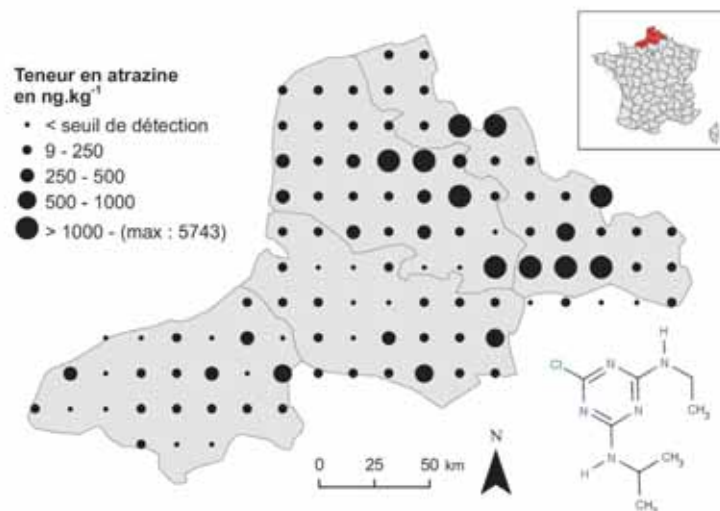 Teneur en atrazine
en ng.kg⁻¹
< seuil de détection
9 - 250
250 - 500
500 - 1000
> 1000 - (max : 5743)
N
0 25 50 km
H
Cl N N
N N CH₃
N CH₃
H
CH₃